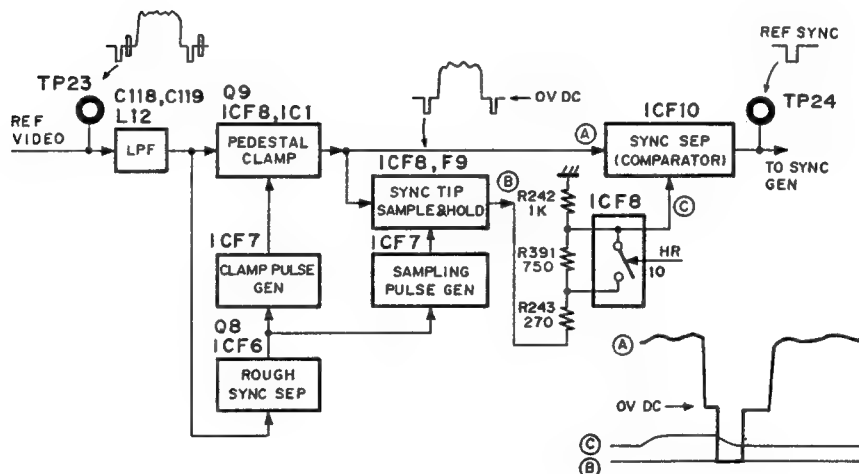 REF SYNC
TP23
C118,C119
L12
Q9
ICF8,IC1
0V DC
ICF10
TP24
REF
VIDEO
LPF
PEDESTAL
CLAMP
A
SYNC SEP
(COMPARATOR)
TO SYNC
GEN
ICF8, F9
B
SYNC TIP
SAMPLE&HOLD
C
R242
1K
ICF8
ICF7
ICF7
R391
750
HR
10
CLAMP PULSE
GEN
SAMPLING
PULSE GEN
R243
270
Q8
ICF6
A
ROUGH
SYNC SEP
0V DC
C
B